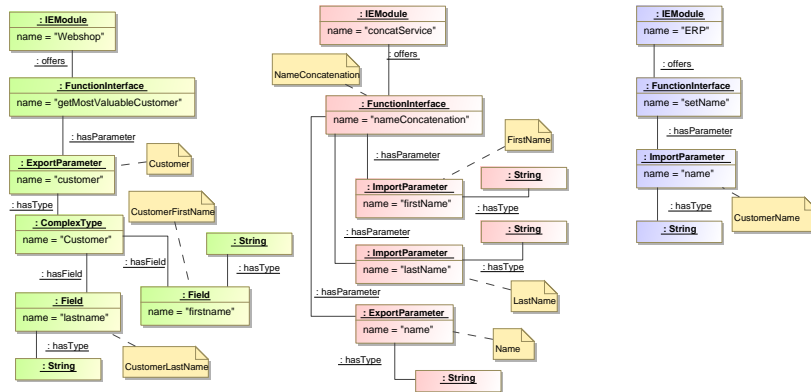 : IEModule
name = "Webshop"
: offers
: FunctionInterface
name = "getMostValuableCustomer"
: hasParameter
: ExportParameter
name = "customer"
Customer
: hasType
: ComplexType
name = "Customer"
CustomerFirstName
: hasField
: hasField
: String
: hasType
: Field
name = "lastname"
: Field
name = "firstname"
: hasType
: String
CustomerLastName
: IEModule
name = "concatService"
: offers
NameConcatenation
: FunctionInterface
name = "nameConcatenation"
FirstName
: hasParameter
: String
: ImportParameter
name = "firstName"
: hasType
: hasParameter
: String
: ImportParameter
name = "lastName"
: hasType
LastName
: hasParameter
: ExportParameter
name = "name"
Name
: hasType
: String
: IEModule
name = "ERP"
: offers
: FunctionInterface
name = "setName"
: hasParameter
: ImportParameter
name = "name"
: hasType
CustomerName
: String